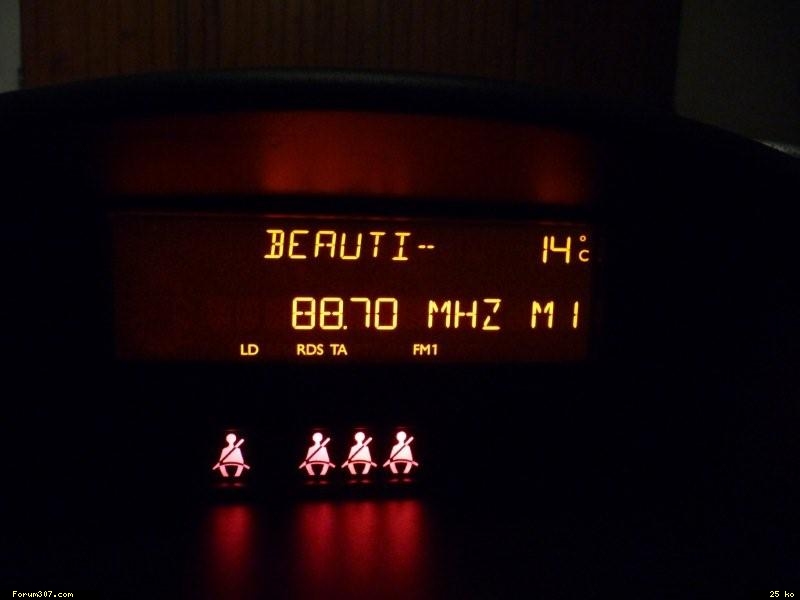 BEAUTI-- 14°C
88.70 MHZ M1
LD RDS TA FM1
Forum307.com 25 ko